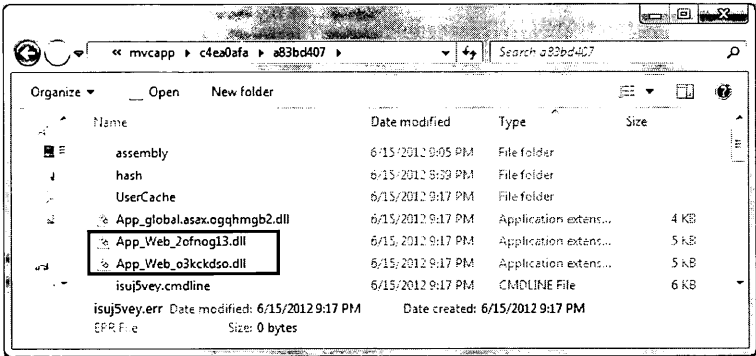 « mvcapp ▸ c4ea0afa ▸ a83bd407 ▸ Search a83bd407
Organize ▾ Open New folder
Name Date modified Type Size
assembly 6/15/2012 9:05 PM File folder
hash 6/15/2012 8:59 PM File folder
UserCache 6/15/2012 9:17 PM File folder
App_global.asax.ogqhmgb2.dll 6/15/2012 9:17 PM Application extens... 4 KB
App_Web_2ofnog13.dll 6/15/2012 9:17 PM Application extens... 5 KB
App_Web_o3kckdso.dll 6/15/2012 9:17 PM Application extens... 5 KB
isuj5vey.cmdline 6/15/2012 9:17 PM CMDLINE File 6 KB
isuj5vey.err Date modified: 6/15/2012 9:17 PM Date created: 6/15/2012 9:17 PM
ERR File Size: 0 bytes